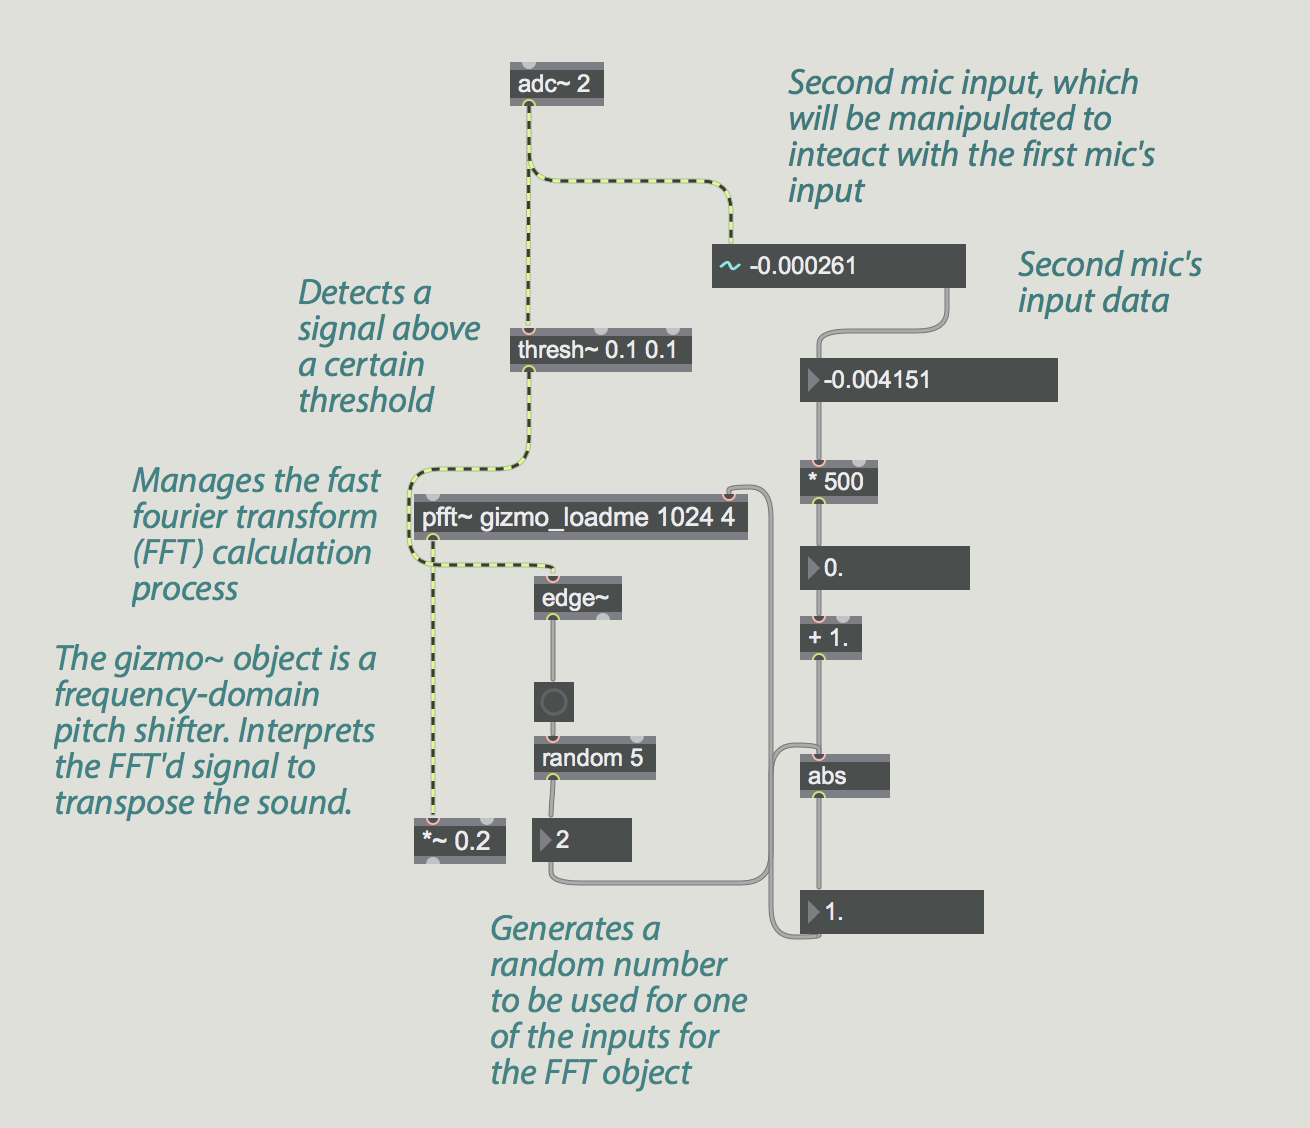 adc~ 2
Second mic input, which
will be manipulated to
inteact with the first mic's
input
~ -0.000261
Second mic's
input data
Detects a
signal above
a certain
threshold
thresh~ 0.1 0.1
-0.004151
* 500
Manages the fast
fourier transform
(FFT) calculation
process
pfft~ gizmo_loadme 1024 4
0.
edge~
+ 1.
The gizmo~ object is a
frequency-domain
pitch shifter. Interprets
the FFT'd signal to
transpose the sound.
random 5
abs
*~ 0.2
2
1.
Generates a
random number
to be used for one
of the inputs for
the FFT object